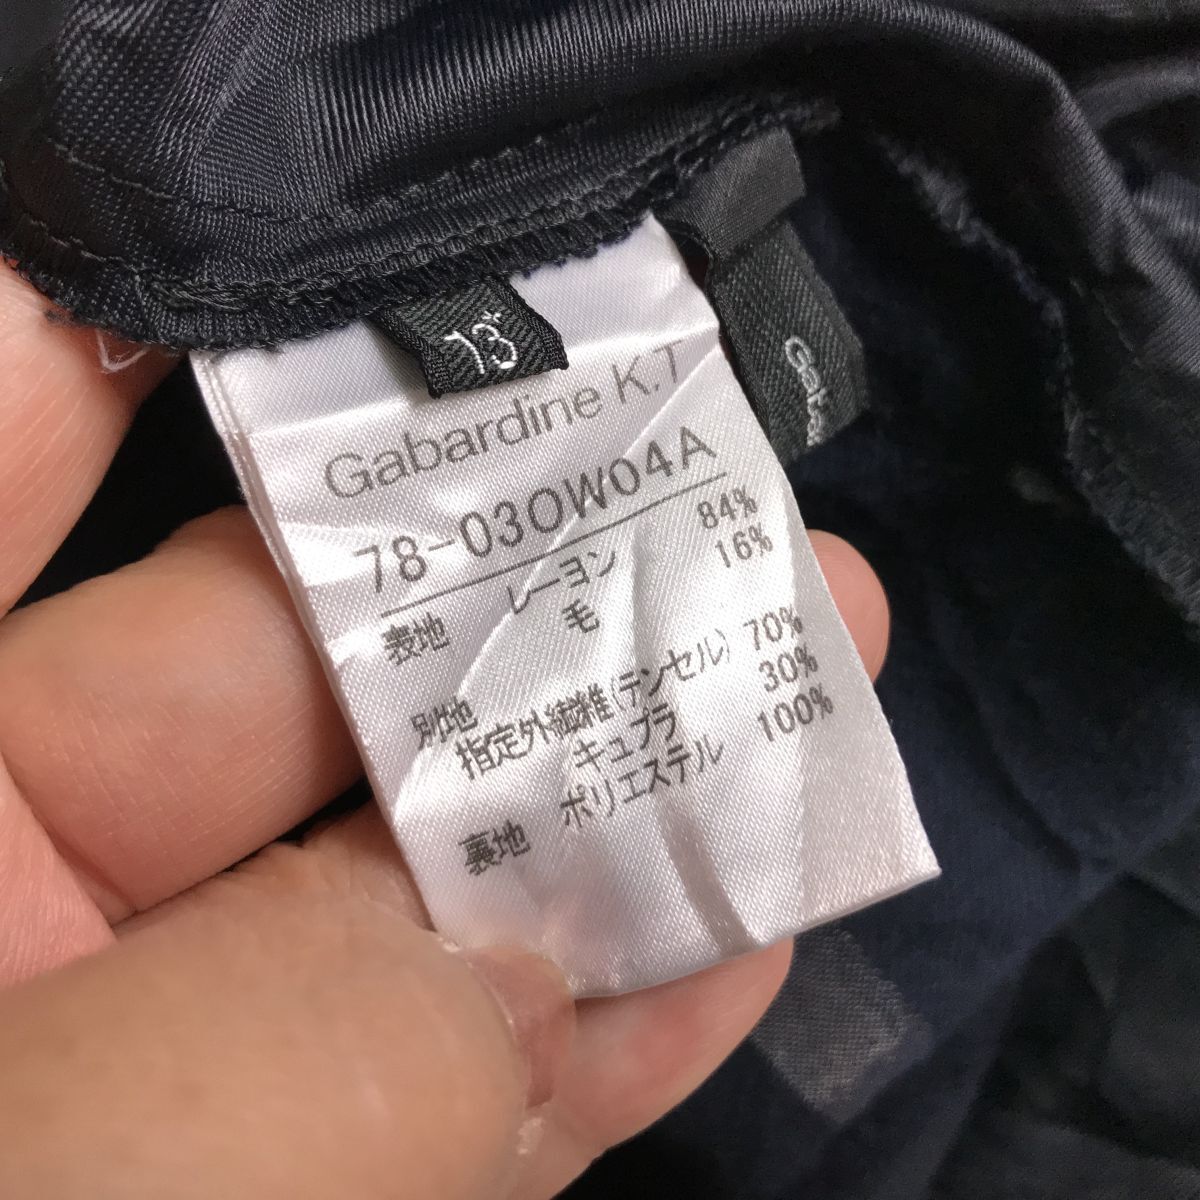 13+
Gabardine K.T
78-030W04A
表地 レーヨン 84%
毛 16%
別地
指定外繊維(テンセル) 70%
キュプラ 30%
裏地 ポリエステル 100%